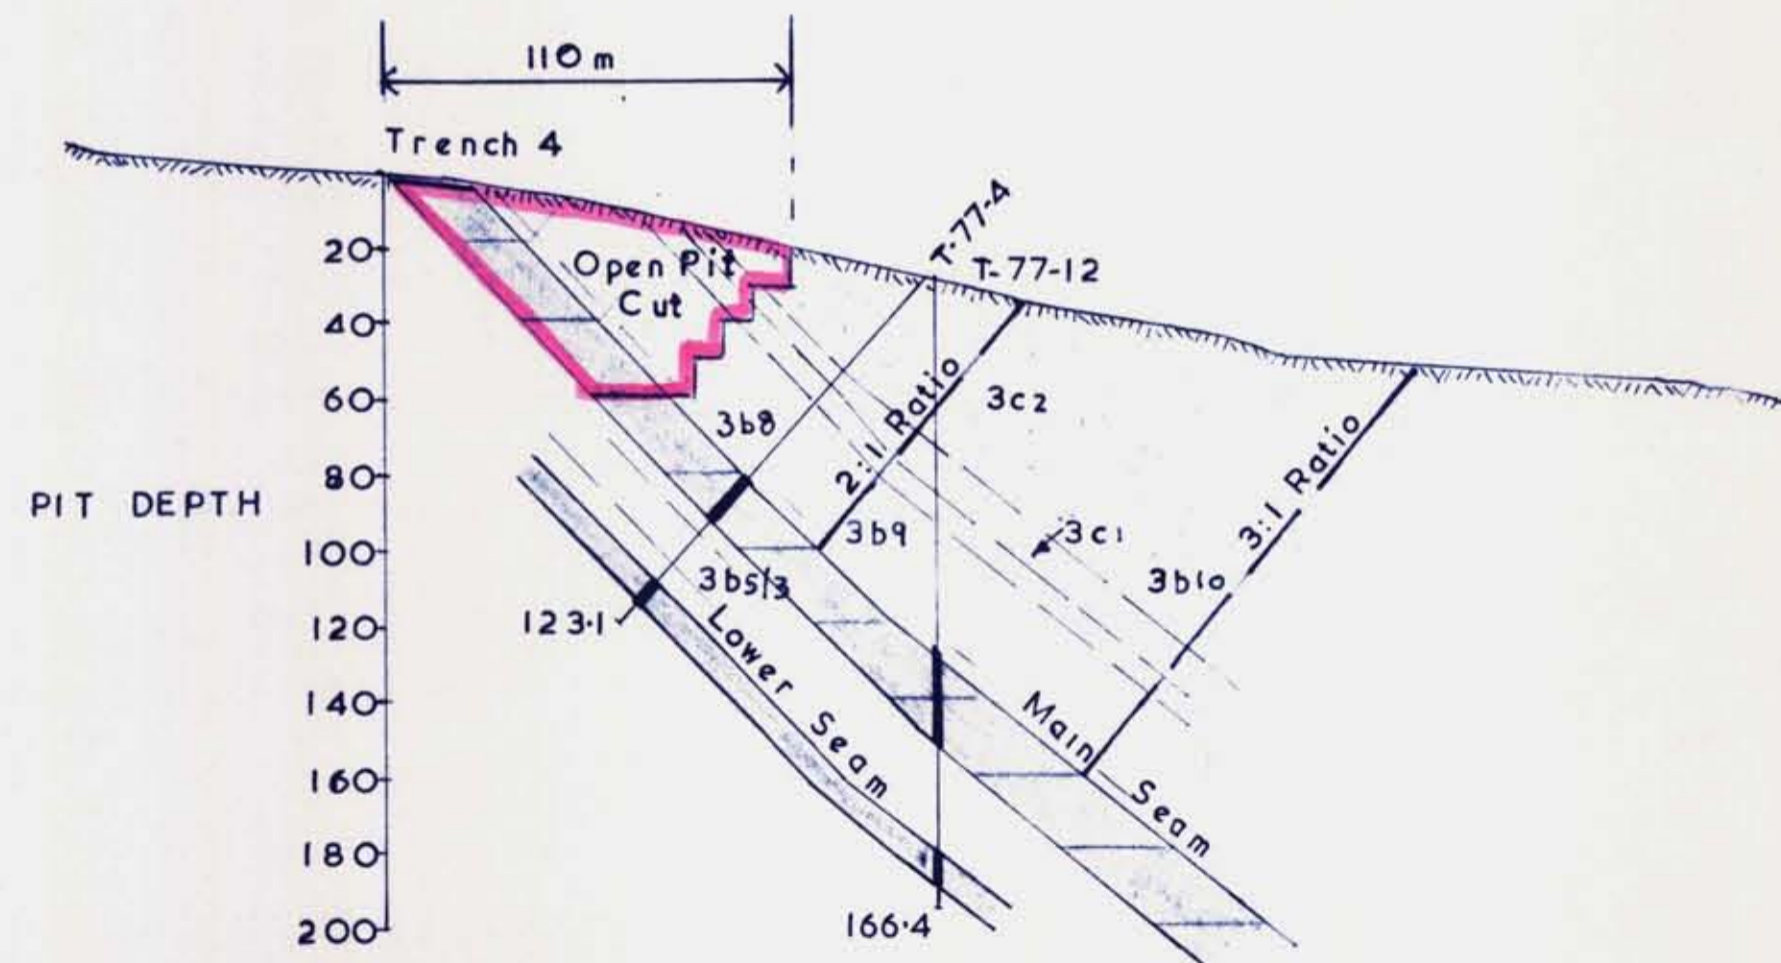 110 m
Trench 4
T-77-4
T-77-12
20
Open Pit
Cut
40
60
3b8
2:1 Ratio
3c2
3:1 Ratio
PIT DEPTH
80
100
3b9
3c1
3b5/3
3b10
120
123.1
Lower Seam
140
Main Seam
160
180
200
166.4